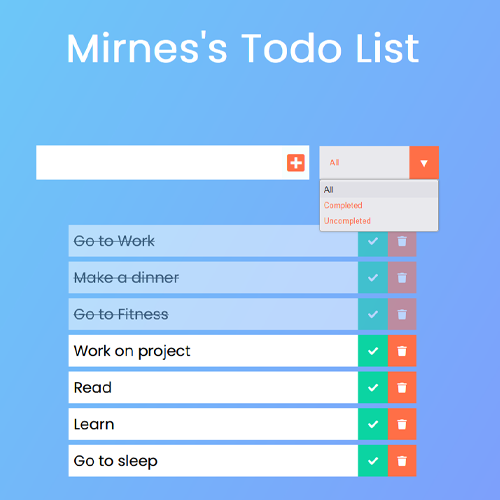 Mirnes's Todo List
All
All
Completed
Uncompleted
Go to Work
Make a dinner
Go to Fitness
Work on project
Read
Learn
Go to sleep